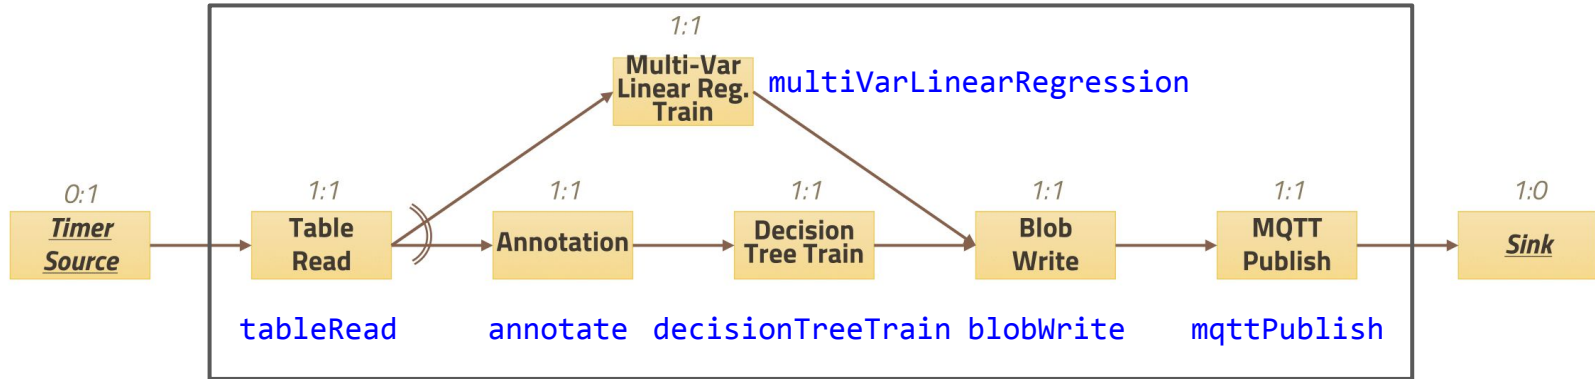 1:1
Multi-Var
Linear Reg.
Train
multiVarLinearRegression
0:1
Timer
Source
1:1
Table
Read
tableRead
1:1
Annotation
annotate
1:1
Decision
Tree Train
decisionTreeTrain
1:1
Blob
Write
blobWrite
1:1
MQTT
Publish
mqttPublish
1:0
Sink